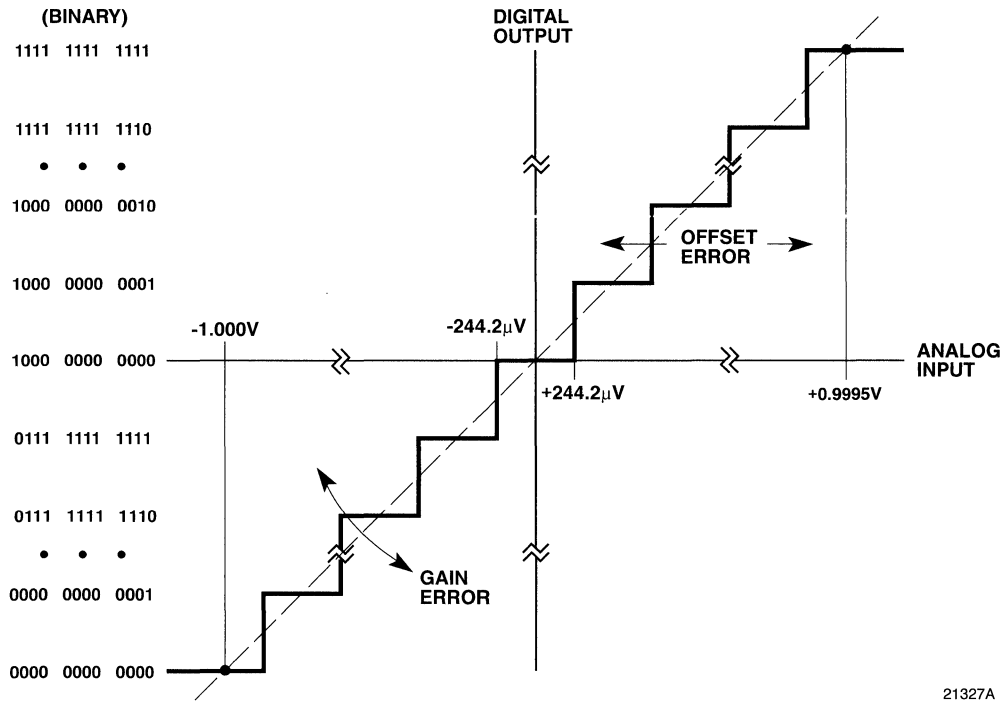 (BINARY)
DIGITAL
OUTPUT
1111 1111 1111
1111 1111 1110
• • •
1000 0000 0010
OFFSET
ERROR
1000 0000 0001
-1.000V
-244.2μV
1000 0000 0000
ANALOG
INPUT
+244.2μV
+0.9995V
0111 1111 1111
0111 1111 1110
• • •
GAIN
ERROR
0000 0000 0001
0000 0000 0000
21327A